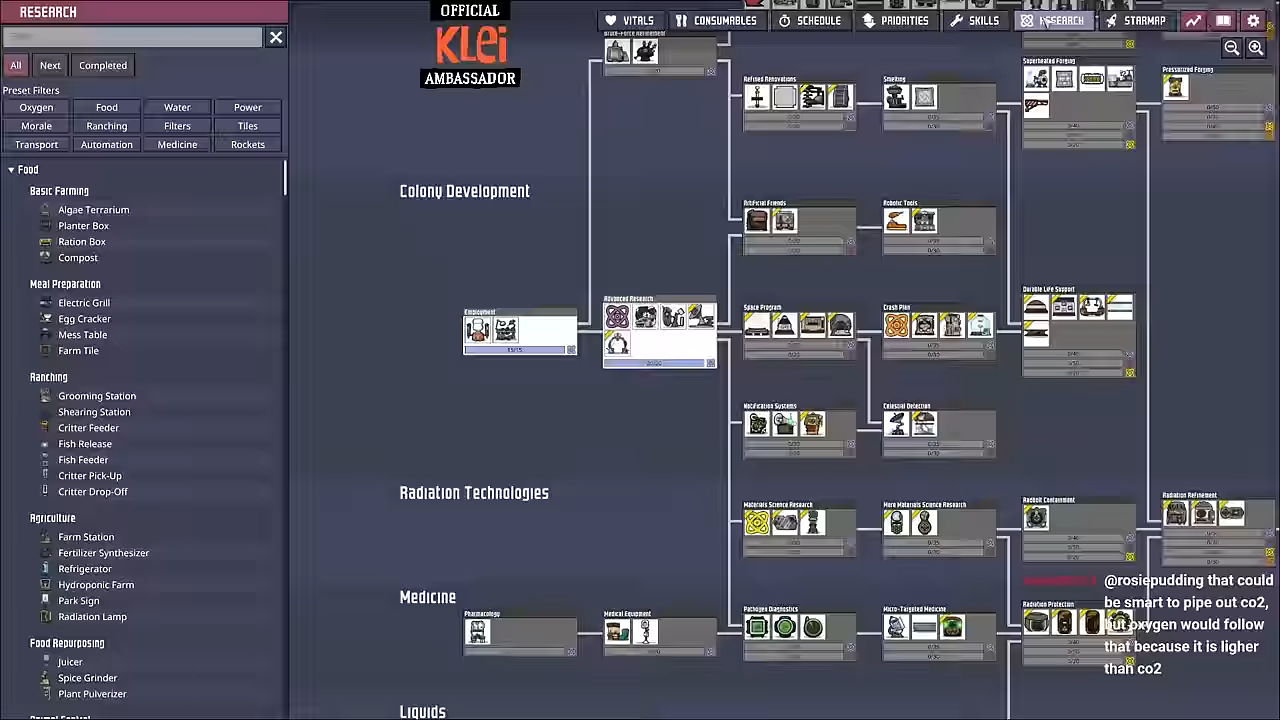 RESEARCH
All
Next
Completed
Preset Filters
Oxygen
Food
Water
Power
Morale
Ranching
Filters
Tiles
Transport
Automation
Medicine
Rockets
Food
Basic Farming
Algae Terrarium
Planter Box
Ration Box
Compost
Meal Preparation
Electric Grill
Egg Cracker
Mess Table
Farm Tile
Ranching
Grooming Station
Shearing Station
Critter Feeder
Fish Release
Fish Feeder
Critter Pick-Up
Critter Drop-Off
Agriculture
Farm Station
Fertilizer Synthesizer
Refrigerator
Hydroponic Farm
Park Sign
Radiation Lamp
Food Repurposing
Juicer
Spice Grinder
Plant Pulverizer
OFFICIAL
KLei
AMBASSADOR
VITALS
CONSUMABLES
SCHEDULE
PRIORITIES
SKILLS
RESEARCH
STARMAP
Brute-Force Refinement
Refined Renovations
Smelting
Superheated Forging
Pressurized Forging
Colony Development
Artificial Friends
Robotic Tools
Employment
Advanced Research
Space Program
Crash Plan
Durable Life Support
Notification Systems
Celestial Detection
Radiation Technologies
Materials Science Research
More Materials Science Research
Radbolt Containment
Radiation Refinement
Medicine
Pharmacology
Medical Equipment
Pathogen Diagnostics
Micro-Targeted Medicine
Radiation Protection
Liquids
@rosiepudding that could
be smart to pipe out co2,
but oxygen would follow
that because it is ligher
than co2